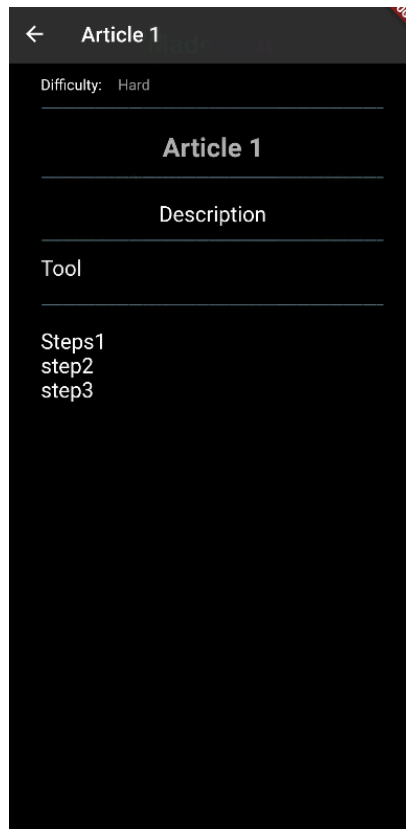 Article 1
Difficulty: Hard
Article 1
Description
Tool
Steps1
step2
step3